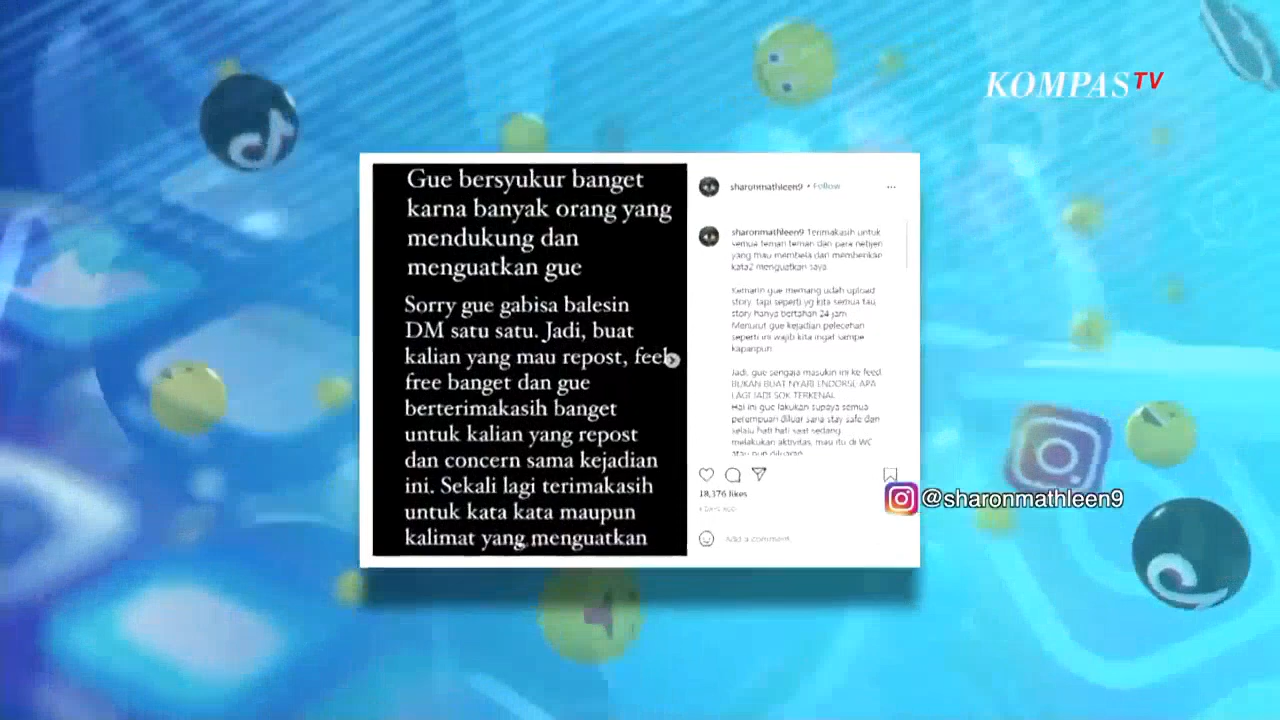 KOMPASTV
Gue bersyukur banget
karna banyak orang yang
mendukung dan
menguatkan gue
Sorry gue gabisa balesin
DM satu satu. Jadi, buat
kalian yang mau repost, feel
free banget dan gue
berterimakasih banget
untuk kalian yang repost
dan concern sama kejadian
ini. Sekali lagi terimakasih
untuk kata kata maupun
kalimat yang menguatkan
sharonmathleen9 • Follow
sharonmathleen9 Terimakasih untuk
semua teman teman dan para netijen
yang mau membela dan memberikan
kata2 menguatkan saya
Kemarin gue memang udah upload
story, tapi seperti yg kita semua tau,
story hanya bertahan 24 jam
Menurut gue kejadian pelecehan
seperti ini wajib kita ingat sampe
kapanpun
Jadi, gue sengaja masukin ini ke feed
BUKAN BUAT NYARI ENDORSE, APA
LAGI JADI SOK TERKENAL
Hal ini gue lakukan supaya semua
perempuan diluar sana stay safe dan
selalu hati hati saat sedang
melakukan aktivitas, mau itu di WC
atau pun diluaran
18,376 likes
DAYS AGO
Add a comment
@sharonmathleen9